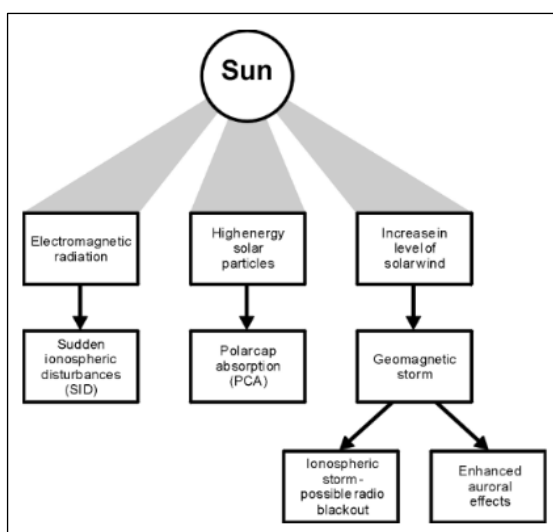 Sun
Electromagnetic
radiation
Highenergy
solar
particles
Increasein
level of
solarwind
Sudden
ionospheric
disturbances
(SID)
Polarcap
absorption
(PCA)
Geomagnetic
storm
Ionospheric
storm-
possible radio
blackout
Enhanced
auroral
effects